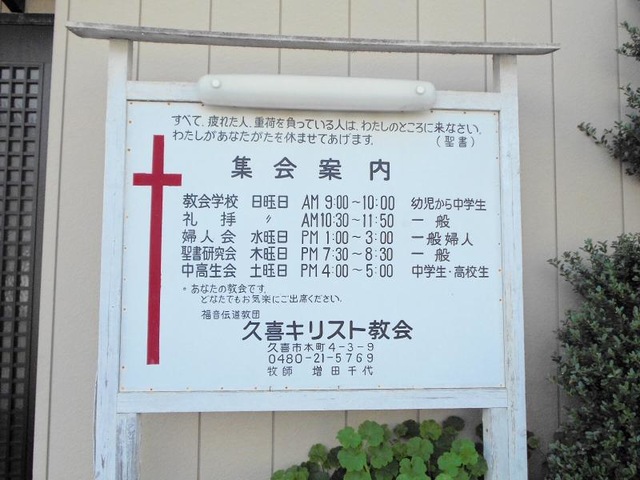 すべて、疲れた人、重荷を負っている人は、わたしのところに来なさい。
わたしがあなたがたを休ませてあげます。 (聖書)
集会案内
教会学校 日旺日 AM 9:00~10:00 幼児から中学生
礼拝 〃 AM10:30~11:50 一般
婦人会 水旺日 PM 1:00~3:00 一般婦人
聖書研究会 木旺日 PM 7:30~8:30 一般
中高生会 土旺日 PM 4:00~5:00 中学生・高校生
*あなたの教会です。
どなたでもお気楽にご出席ください。
福音伝道教団
久喜キリスト教会
久喜市本町4-3-9
0480-21-5769
牧師 増田千代